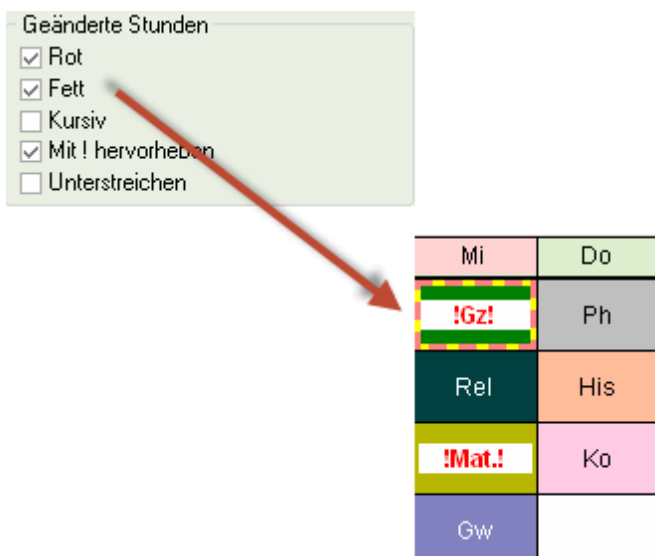 Geänderte Stunden
Rot
Fett
Kursiv
Mit ! hervorheben
Unterstreichen
Mi Do
!Gz! Ph
Rel His
!Mat.! Ko
Gw